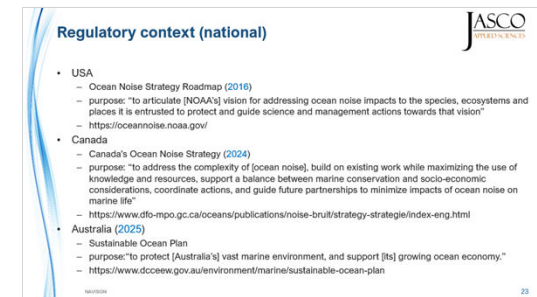 Regulatory context (national)
JASCO
APPLIED SCIENCES
• USA
– Ocean Noise Strategy Roadmap (2016)
– purpose: “to articulate [NOAA’s] vision for addressing ocean noise impacts to the species, ecosystems and
places it is entrusted to protect and guide science and management actions towards that vision”
– https://oceannoise.noaa.gov/
• Canada
– Canada's Ocean Noise Strategy (2024)
– purpose: “to address the complexity of [ocean noise], build on existing work while maximizing the use of
knowledge and resources, support a balance between marine conservation and socio-economic
considerations, coordinate actions, and guide future partnerships to minimize impacts of ocean noise on
marine life”
– https://www.dfo-mpo.gc.ca/oceans/publications/noise-bruit/strategy-strategie/index-eng.html
• Australia (2025)
– Sustainable Ocean Plan
– purpose:“to protect [Australia’s] vast marine environment, and support [its] growing ocean economy.”
– https://www.dcceew.gov.au/environment/marine/sustainable-ocean-plan
NAVISON
23